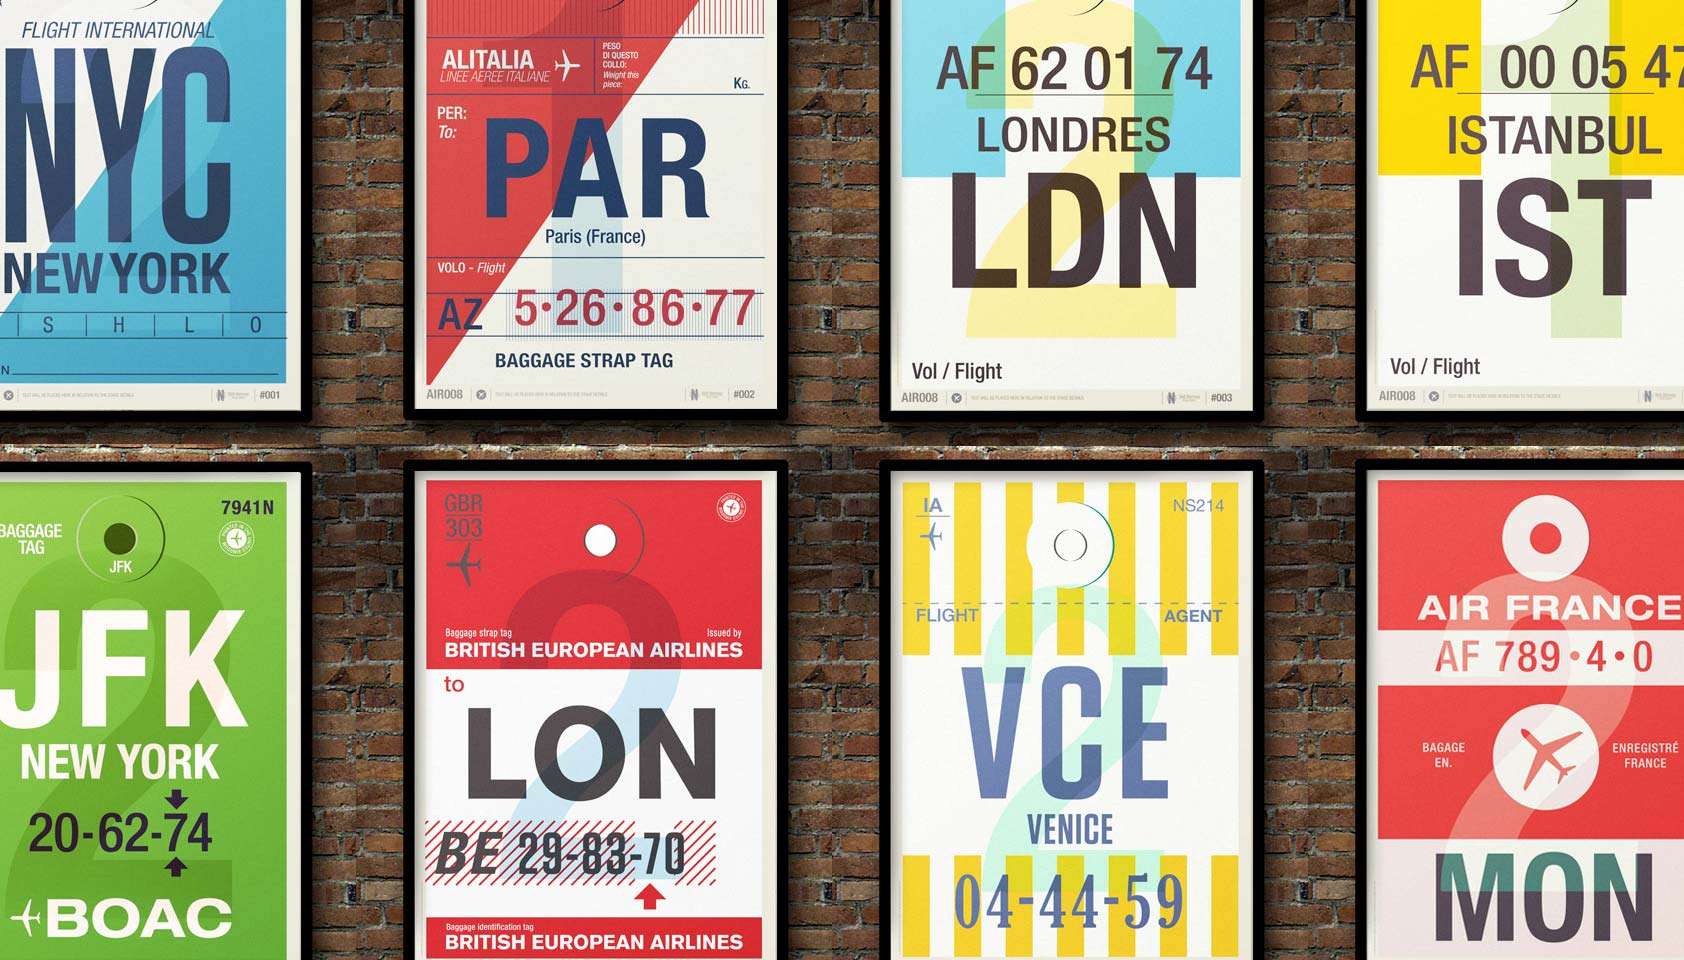 FLIGHT INTERNATIONAL
NYC
NEW YORK
S H L O
N
#001
ALITALIA
LINEE AEREE ITALIANE
PESO
DI QUESTO
COLLO:
Weight this
piece:
KG.
PER:
To:
PAR
Paris (France)
VOLO - Flight
AZ 5•26•86•77
BAGGAGE STRAP TAG
AIR008
#002
AF 62 01 74
LONDRES
LDN
Vol / Flight
AIR008
#003
AF 00 05 47
ISTANBUL
IST
Vol / Flight
AIR008
7941N
BAGGAGE
TAG
JFK
JFK
NEW YORK
20-62-74
BOAC
GBR
303
Baggage strap tag
Issued by
BRITISH EUROPEAN AIRLINES
to
LON
BE 29-83-70
Baggage identification tag
BRITISH EUROPEAN AIRLINES
IA
NS214
FLIGHT
AGENT
VCE
VENICE
04-44-59
AIR FRANCE
AF 789•4•0
BAGAGE
EN.
ENREGISTRÉ
FRANCE
MON